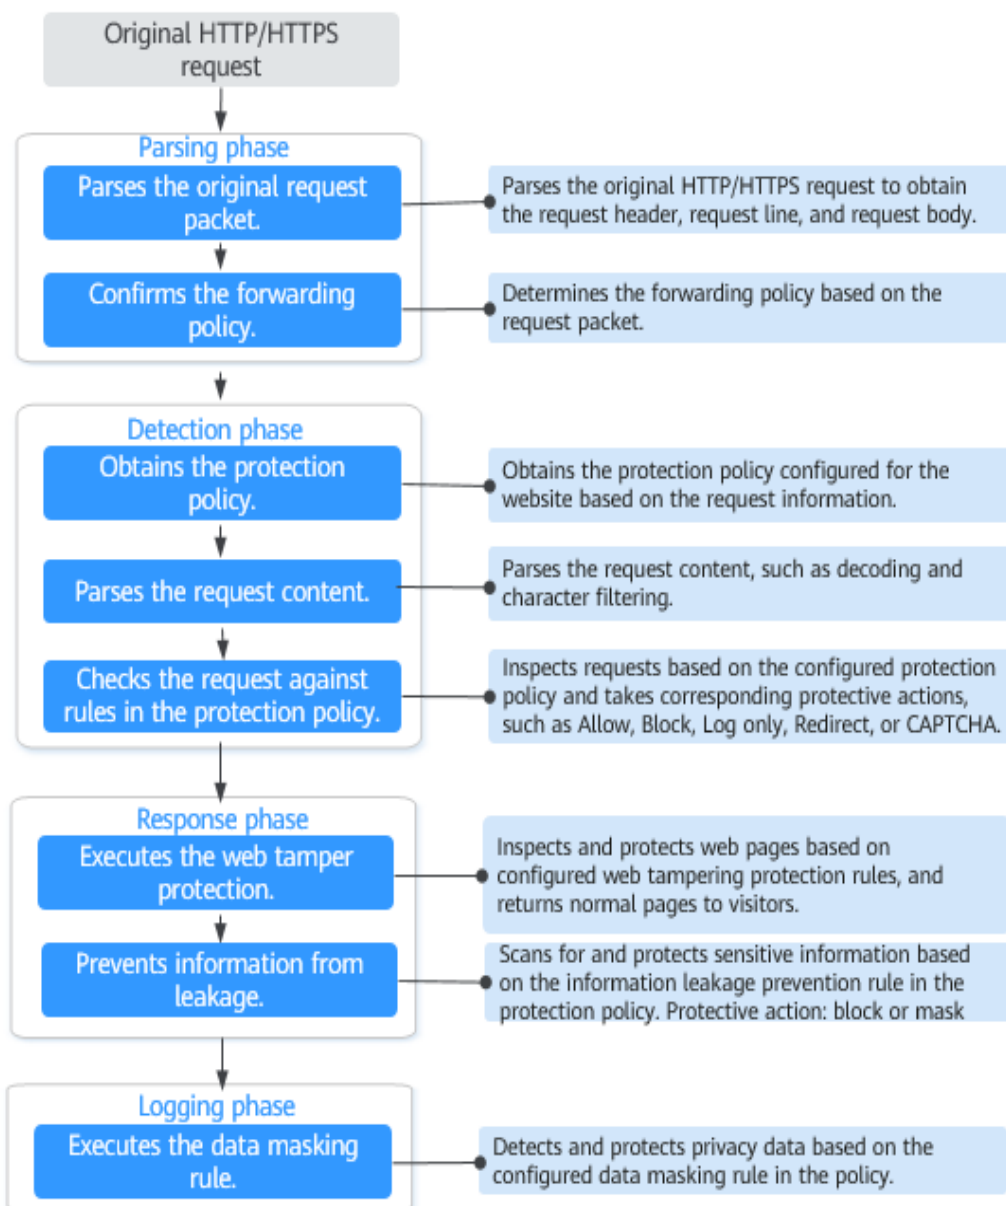 Original HTTP/HTTPS
request
Parsing phase
Parses the original request
packet.
Parses the original HTTP/HTTPS request to obtain
the request header, request line, and request body.
Confirms the forwarding
policy.
Determines the forwarding policy based on the
request packet.
Detection phase
Obtains the protection
policy.
Obtains the protection policy configured for the
website based on the request information.
Parses the request content.
Parses the request content, such as decoding and
character filtering.
Checks the request against
rules in the protection policy.
Inspects requests based on the configured protection
policy and takes corresponding protective actions,
such as Allow, Block, Log only, Redirect, or CAPTCHA.
Response phase
Executes the web tamper
protection.
Inspects and protects web pages based on
configured web tampering protection rules, and
returns normal pages to visitors.
Prevents information from
leakage.
Scans for and protects sensitive information based
on the information leakage prevention rule in the
protection policy. Protective action: block or mask
Logging phase
Executes the data masking
rule.
Detects and protects privacy data based on the
configured data masking rule in the policy.